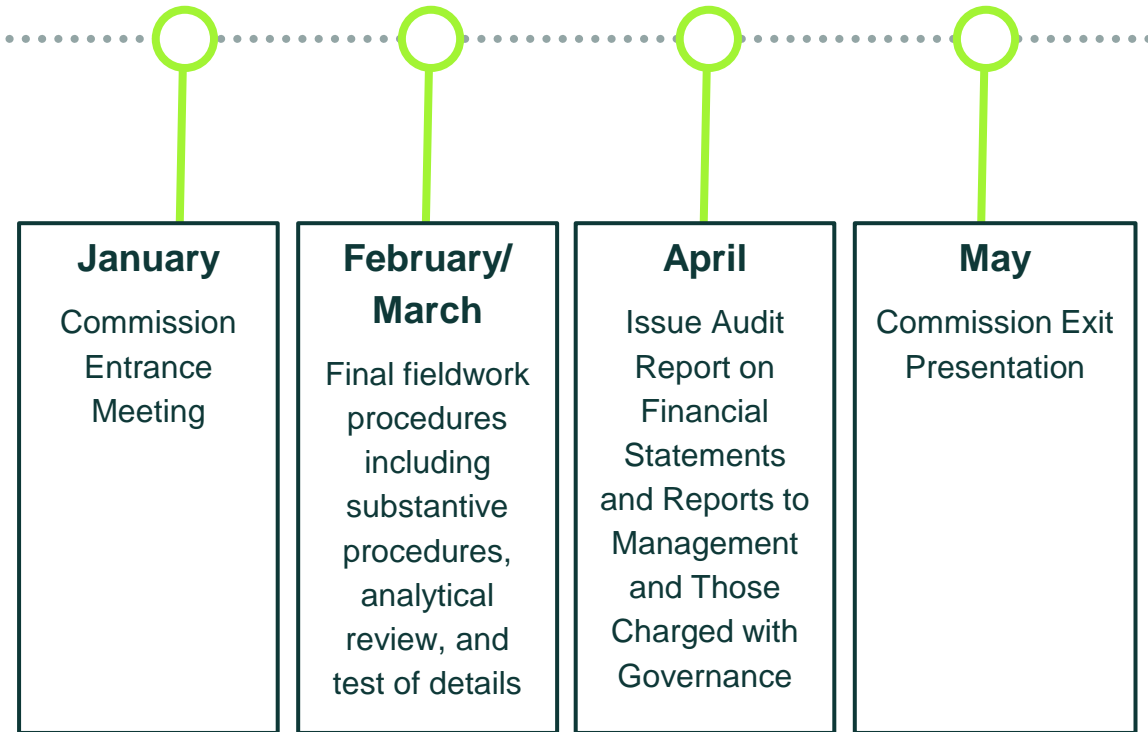 January
Commission
Entrance
Meeting
February/
March
Final fieldwork
procedures
including
substantive
procedures,
analytical
review, and
test of details
April
Issue Audit
Report on
Financial
Statements
and Reports to
Management
and Those
Charged with
Governance
May
Commission Exit
Presentation